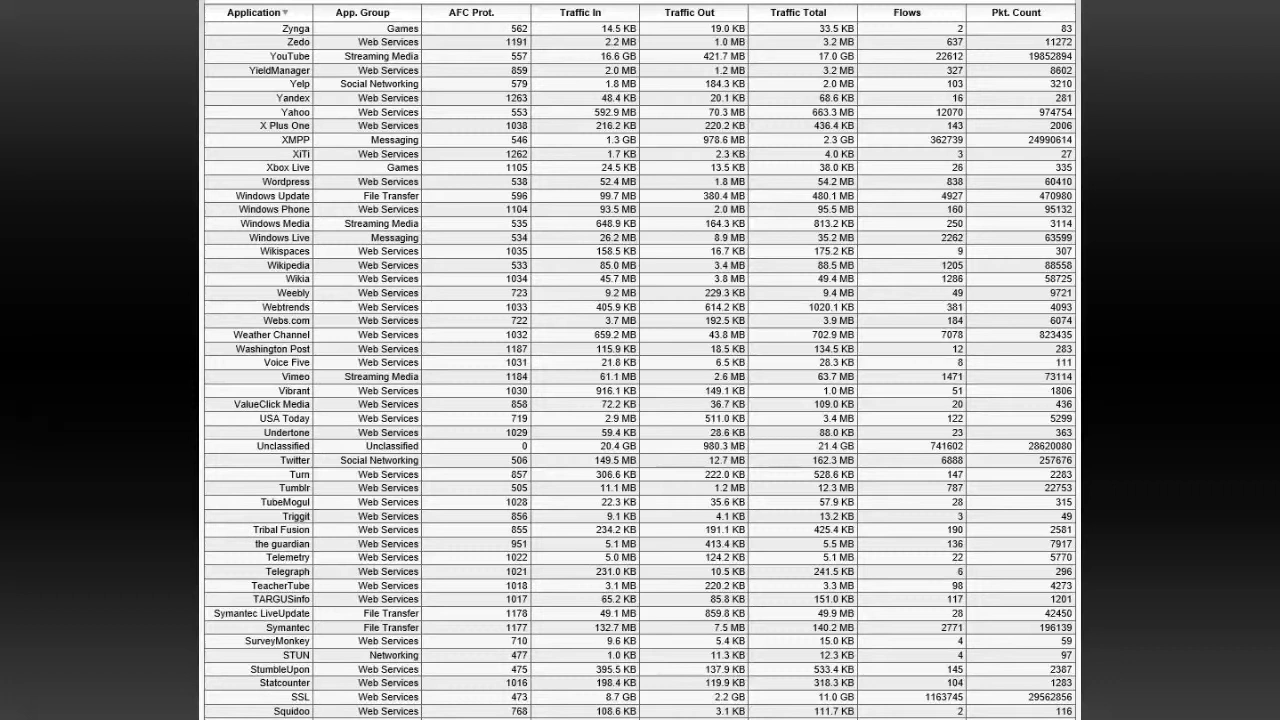 Application App. Group AFC Prot. Traffic In Traffic Out Traffic Total Flows Pkt. Count
Zynga Games 562 14.5 KB 19.0 KB 33.5 KB 2 83
Zedo Web Services 1191 2.2 MB 1.0 MB 3.2 MB 637 11272
YouTube Streaming Media 557 16.6 GB 421.7 MB 17.0 GB 22612 19852894
YieldManager Web Services 859 2.0 MB 1.2 MB 3.2 MB 327 8602
Yelp Social Networking 579 1.8 MB 184.3 KB 2.0 MB 103 3210
Yandex Web Services 1263 48.4 KB 20.1 KB 68.6 KB 16 281
Yahoo Web Services 553 592.9 MB 70.3 MB 663.3 MB 12070 974754
X Plus One Web Services 1038 216.2 KB 220.2 KB 436.4 KB 143 2006
XMPP Messaging 546 1.3 GB 978.6 MB 2.3 GB 362739 24990614
XiTi Web Services 1262 1.7 KB 2.3 KB 4.0 KB 3 27
Xbox Live Games 1105 24.5 KB 13.5 KB 38.0 KB 26 335
Wordpress Web Services 538 52.4 MB 1.8 MB 54.2 MB 838 60410
Windows Update File Transfer 596 99.7 MB 380.4 MB 480.1 MB 4927 470980
Windows Phone Web Services 1104 93.5 MB 2.0 MB 95.5 MB 160 95132
Windows Media Streaming Media 535 648.9 KB 164.3 KB 813.2 KB 250 3114
Windows Live Messaging 534 26.2 MB 8.9 MB 35.2 MB 2262 63599
Wikispaces Web Services 1035 158.5 KB 16.7 KB 175.2 KB 9 307
Wikipedia Web Services 533 85.0 MB 3.4 MB 88.5 MB 1205 88558
Wikia Web Services 1034 45.7 MB 3.8 MB 49.4 MB 1286 58725
Weebly Web Services 723 9.2 MB 229.3 KB 9.4 MB 49 9721
Webtrends Web Services 1033 405.9 KB 614.2 KB 1020.1 KB 381 4093
Webs.com Web Services 722 3.7 MB 192.5 KB 3.9 MB 184 6074
Weather Channel Web Services 1032 659.2 MB 43.8 MB 702.9 MB 7078 823435
Washington Post Web Services 1187 115.9 KB 18.5 KB 134.5 KB 12 283
Voice Five Web Services 1031 21.8 KB 6.5 KB 28.3 KB 8 111
Vimeo Streaming Media 1184 61.1 MB 2.6 MB 63.7 MB 1471 73114
Vibrant Web Services 1030 916.1 KB 149.1 KB 1.0 MB 51 1806
ValueClick Media Web Services 858 72.2 KB 36.7 KB 109.0 KB 20 436
USA Today Web Services 719 2.9 MB 511.0 KB 3.4 MB 122 5299
Undertone Web Services 1029 59.4 KB 28.6 KB 88.0 KB 23 363
Unclassified Unclassified 0 20.4 GB 980.3 MB 21.4 GB 741602 28620080
Twitter Social Networking 506 149.5 MB 12.7 MB 162.3 MB 6888 257676
Turn Web Services 857 306.6 KB 222.0 KB 528.6 KB 147 2283
Tumblr Web Services 505 11.1 MB 1.2 MB 12.3 MB 787 22753
TubeMogul Web Services 1028 22.3 KB 35.6 KB 57.9 KB 28 315
Triggit Web Services 856 9.1 KB 4.1 KB 13.2 KB 3 49
Tribal Fusion Web Services 855 234.2 KB 191.1 KB 425.4 KB 190 2581
the guardian Web Services 951 5.1 MB 413.4 KB 5.5 MB 136 7917
Telemetry Web Services 1022 5.0 MB 124.2 KB 5.1 MB 22 5770
Telegraph Web Services 1021 231.0 KB 10.5 KB 241.5 KB 6 296
TeacherTube Web Services 1018 3.1 MB 220.2 KB 3.3 MB 98 4273
TARGUSinfo Web Services 1017 65.2 KB 85.8 KB 151.0 KB 117 1201
Symantec LiveUpdate File Transfer 1178 49.1 MB 859.8 KB 49.9 MB 28 42450
Symantec File Transfer 1177 132.7 MB 7.5 MB 140.2 MB 2771 196139
SurveyMonkey Web Services 710 9.6 KB 5.4 KB 15.0 KB 4 59
STUN Networking 477 1.0 KB 11.3 KB 12.3 KB 4 97
StumbleUpon Web Services 475 395.5 KB 137.9 KB 533.4 KB 145 2387
Statcounter Web Services 1016 198.4 KB 119.9 KB 318.3 KB 104 1283
SSL Web Services 473 8.7 GB 2.2 GB 11.0 GB 1163745 29562856
Squidoo Web Services 768 108.6 KB 3.1 KB 111.7 KB 2 116